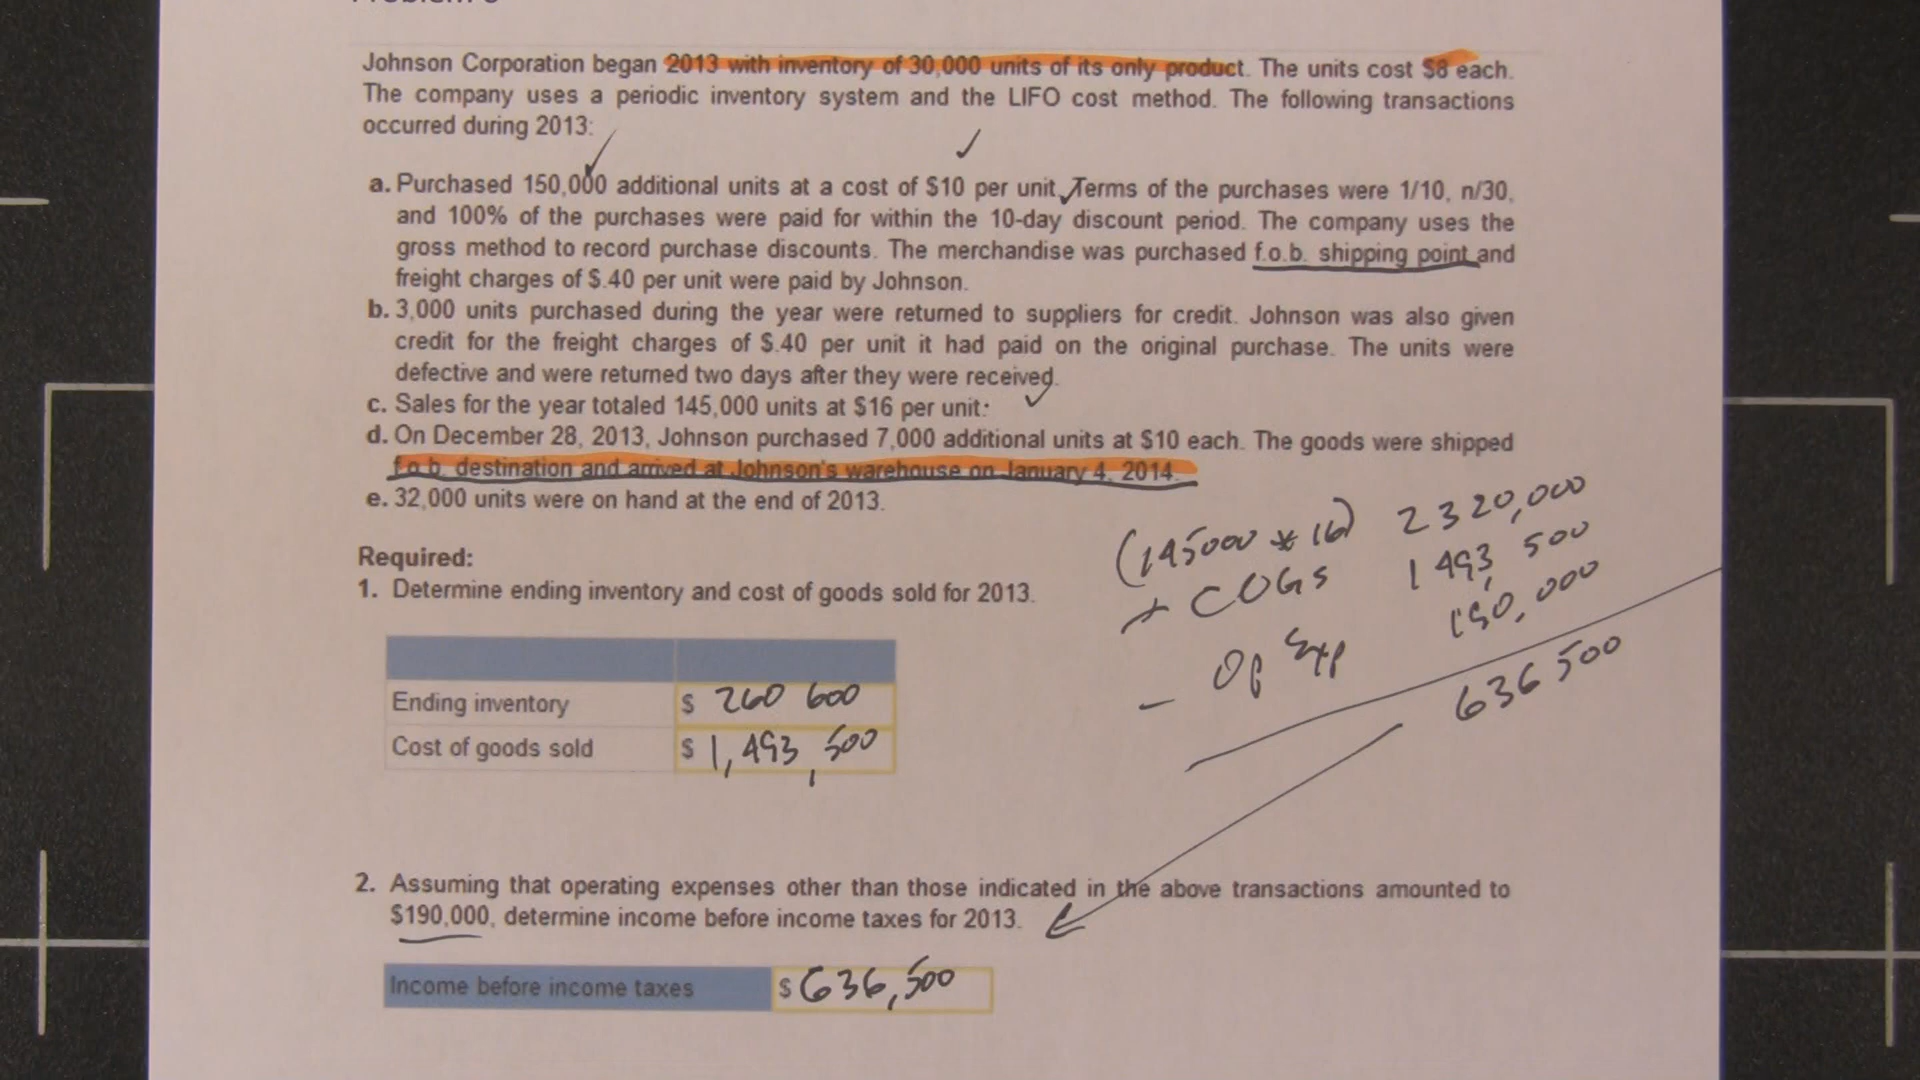 Johnson Corporation began 2013 with inventory of 30,000 units of its only product. The units cost $8 each.
The company uses a periodic inventory system and the LIFO cost method. The following transactions
occurred during 2013:
a. Purchased 150,000 additional units at a cost of $10 per unit. Terms of the purchases were 1/10, n/30,
and 100% of the purchases were paid for within the 10-day discount period. The company uses the
gross method to record purchase discounts. The merchandise was purchased f.o.b. shipping point and
freight charges of $.40 per unit were paid by Johnson.
b. 3,000 units purchased during the year were returned to suppliers for credit. Johnson was also given
credit for the freight charges of $.40 per unit it had paid on the original purchase. The units were
defective and were returned two days after they were received.
c. Sales for the year totaled 145,000 units at $16 per unit.
d. On December 28, 2013, Johnson purchased 7,000 additional units at $10 each. The goods were shipped
f.o.b. destination and arrived at Johnson's warehouse on January 4, 2014.
e. 32,000 units were on hand at the end of 2013.
(145000 * 16) 2320,000
+ COGS 1493,500
- Op Exp 190,000
636500
Required:
1. Determine ending inventory and cost of goods sold for 2013.
Ending inventory $ 260 600
Cost of goods sold $ 1,493,500
2. Assuming that operating expenses other than those indicated in the above transactions amounted to
$190,000, determine income before income taxes for 2013.
Income before income taxes $ 636,500